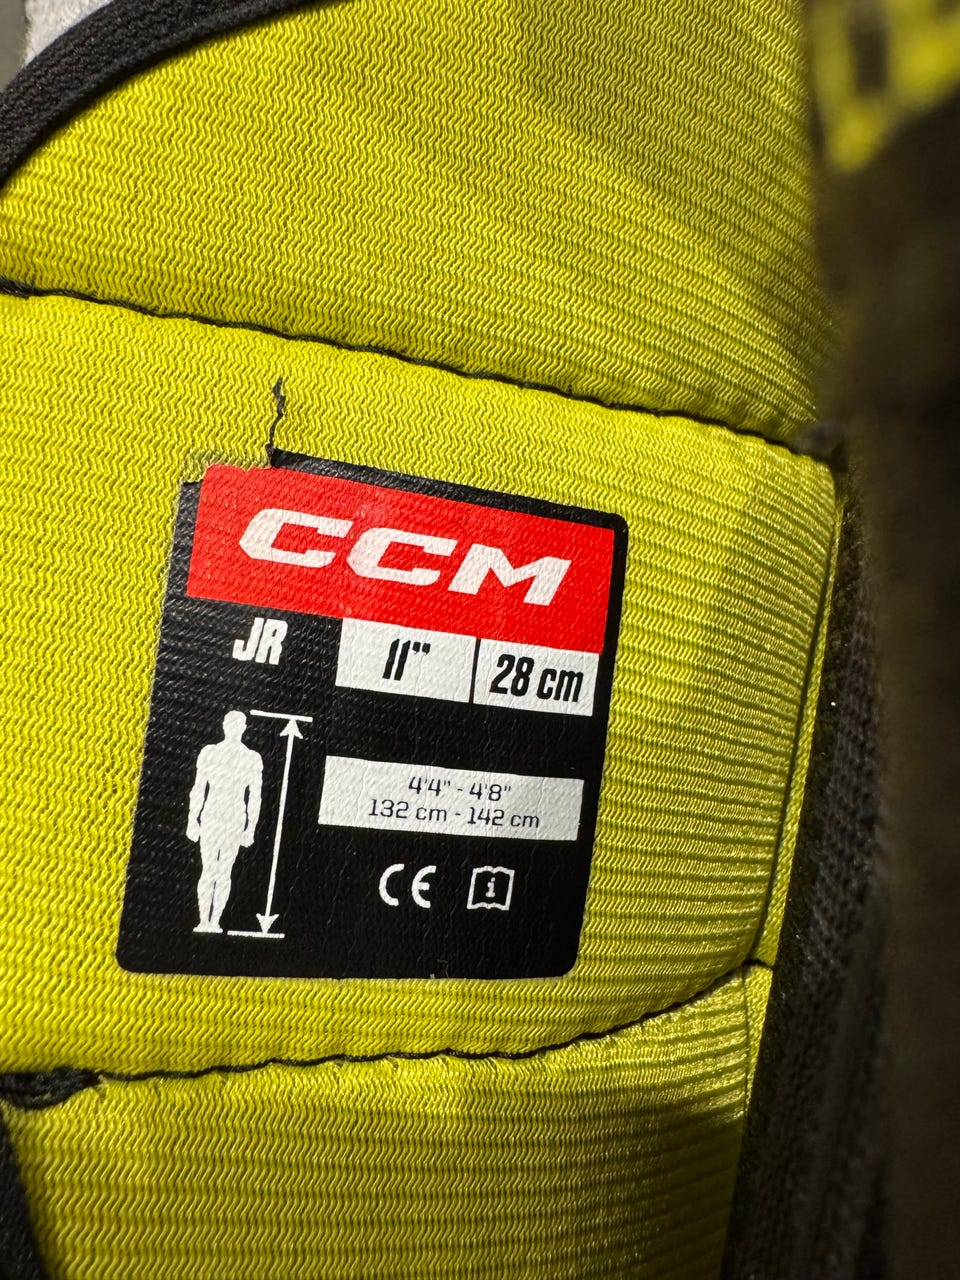 CCM
JR 11" 28 cm
4'4" - 4'8"
132 cm - 142 cm
CE i